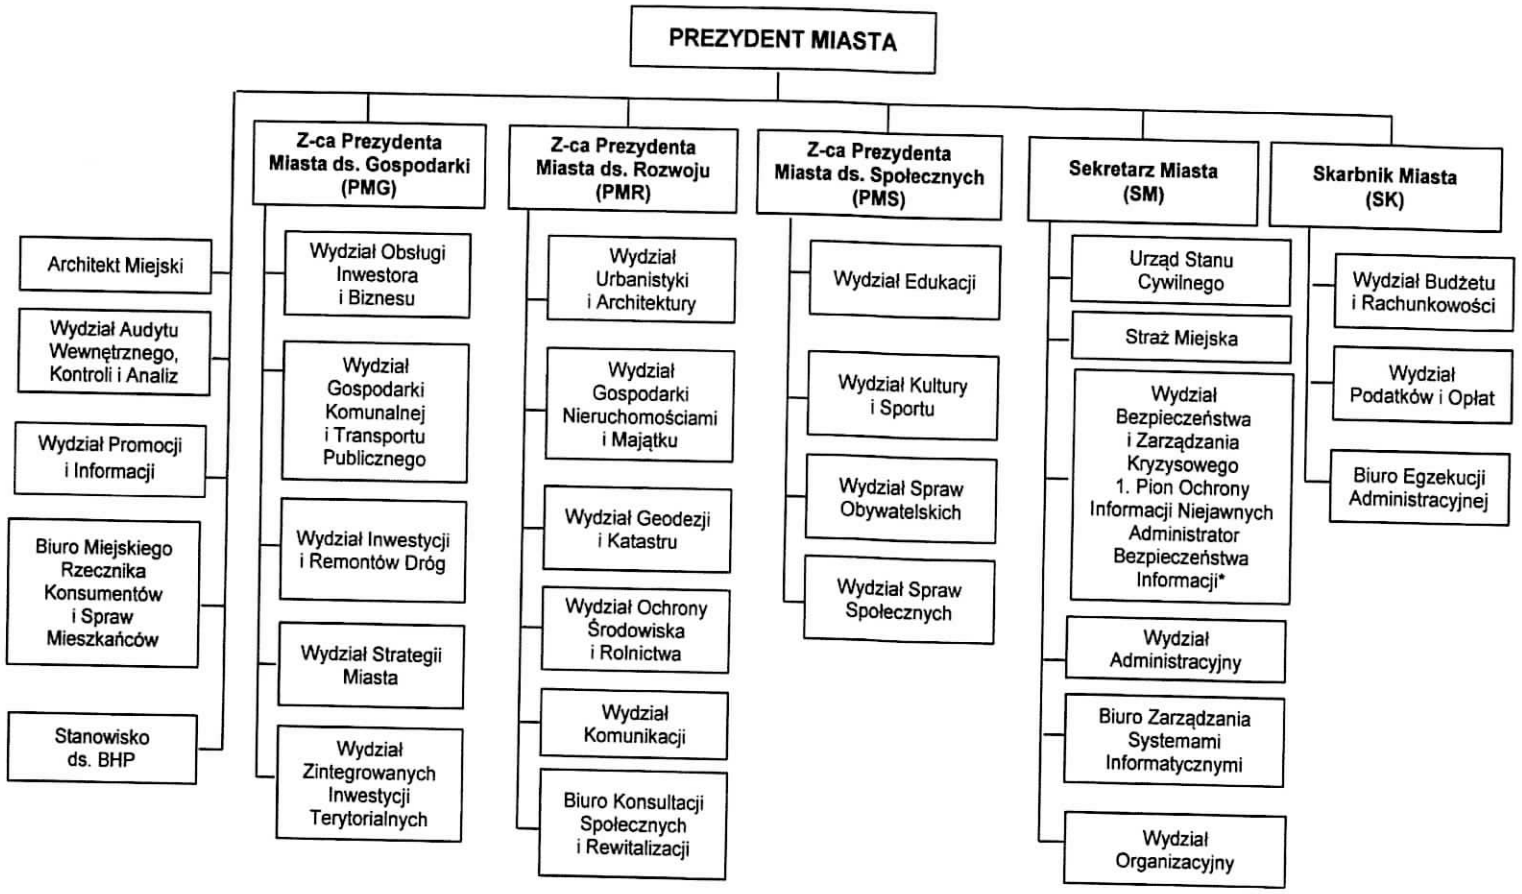 PREZYDENT MIASTA
Z-ca Prezydenta
Miasta ds. Gospodarki
(PMG)
Z-ca Prezydenta
Miasta ds. Rozwoju
(PMR)
Z-ca Prezydenta
Miasta ds. Społecznych
(PMS)
Sekretarz Miasta
(SM)
Skarbnik Miasta
(SK)
Architekt Miejski
Wydział Audytu
Wewnętrznego,
Kontroli i Analiz
Wydział Promocji
i Informacji
Biuro Miejskiego
Rzecznika
Konsumentów
i Spraw
Mieszkańców
Stanowisko
ds. BHP
Wydział Obsługi
Inwestora
i Biznesu
Wydział
Gospodarki
Komunalnej
i Transportu
Publicznego
Wydział Inwestycji
i Remontów Dróg
Wydział Strategii
Miasta
Wydział
Zintegrowanych
Inwestycji
Terytorialnych
Wydział
Urbanistyki
i Architektury
Wydział
Gospodarki
Nieruchomościami
i Majątku
Wydział Geodezji
i Katastru
Wydział Ochrony
Środowiska
i Rolnictwa
Wydział
Komunikacji
Biuro Konsultacji
Społecznych
i Rewitalizacji
Wydział Edukacji
Wydział Kultury
i Sportu
Wydział Spraw
Obywatelskich
Wydział Spraw
Społecznych
Urząd Stanu
Cywilnego
Straż Miejska
Wydział
Bezpieczeństwa
i Zarządzania
Kryzysowego
1. Pion Ochrony
Informacji Niejawnych
Administrator
Bezpieczeństwa
Informacji*
Wydział
Administracyjny
Biuro Zarządzania
Systemami
Informatycznymi
Wydział
Organizacyjny
Wydział Budżetu
i Rachunkowości
Wydział
Podatków i Opłat
Biuro Egzekucji
Administracyjnej